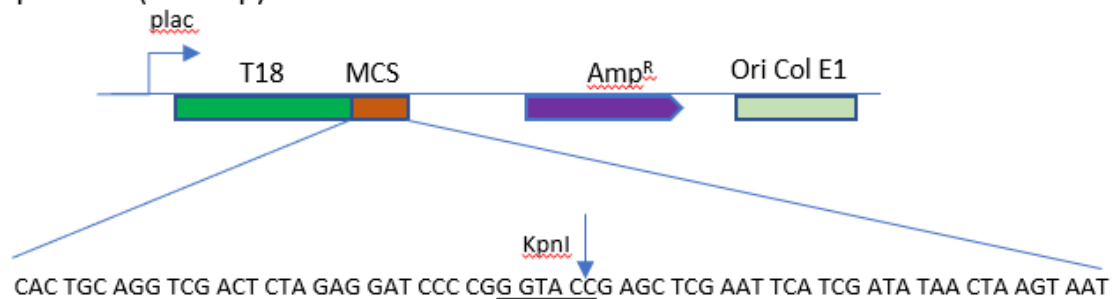 plac
T18 MCS Ampᴿ Ori Col E1
KpnI
CAC TGC AGG TCG ACT CTA GAG GAT CCC CGG GTA CCG AGC TCG AAT TCA TCG ATA TAA CTA AGT AAT